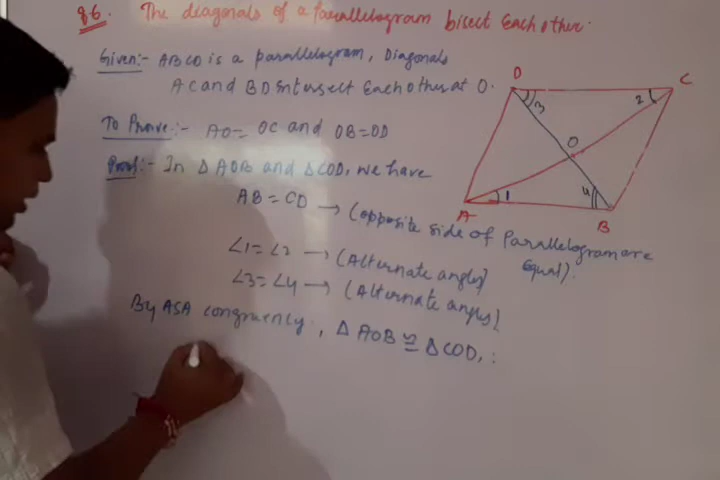 86. The diagonals of a Parallelogram bisect Each other.
Given:- ABCD is a parallelogram, Diagonals
AC and BD intersect Each other at O.
To Prove:- AO = OC and OB = OD
Proof:- In Δ AOB and Δ COD, we have
AB = CD → (opposite side of Parallelogram are
Equal).
∠1 = ∠2 → (Alternate angles)
∠3 = ∠4 → (Alternate angles)
By ASA congruency, Δ AOB ≅ Δ COD, :
D
C
3
2
O
1
4
A
B